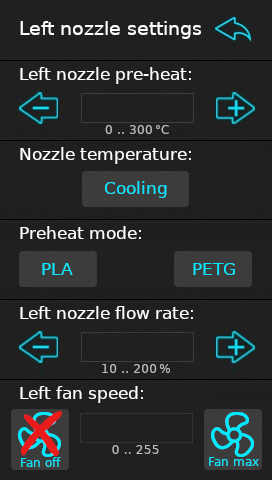 Left nozzle settings
Left nozzle pre-heat:
0 .. 300 °C
Nozzle temperature:
Cooling
Preheat mode:
PLA PETG
Left nozzle flow rate:
10 .. 200 %
Left fan speed:
0 .. 255
Fan off Fan max